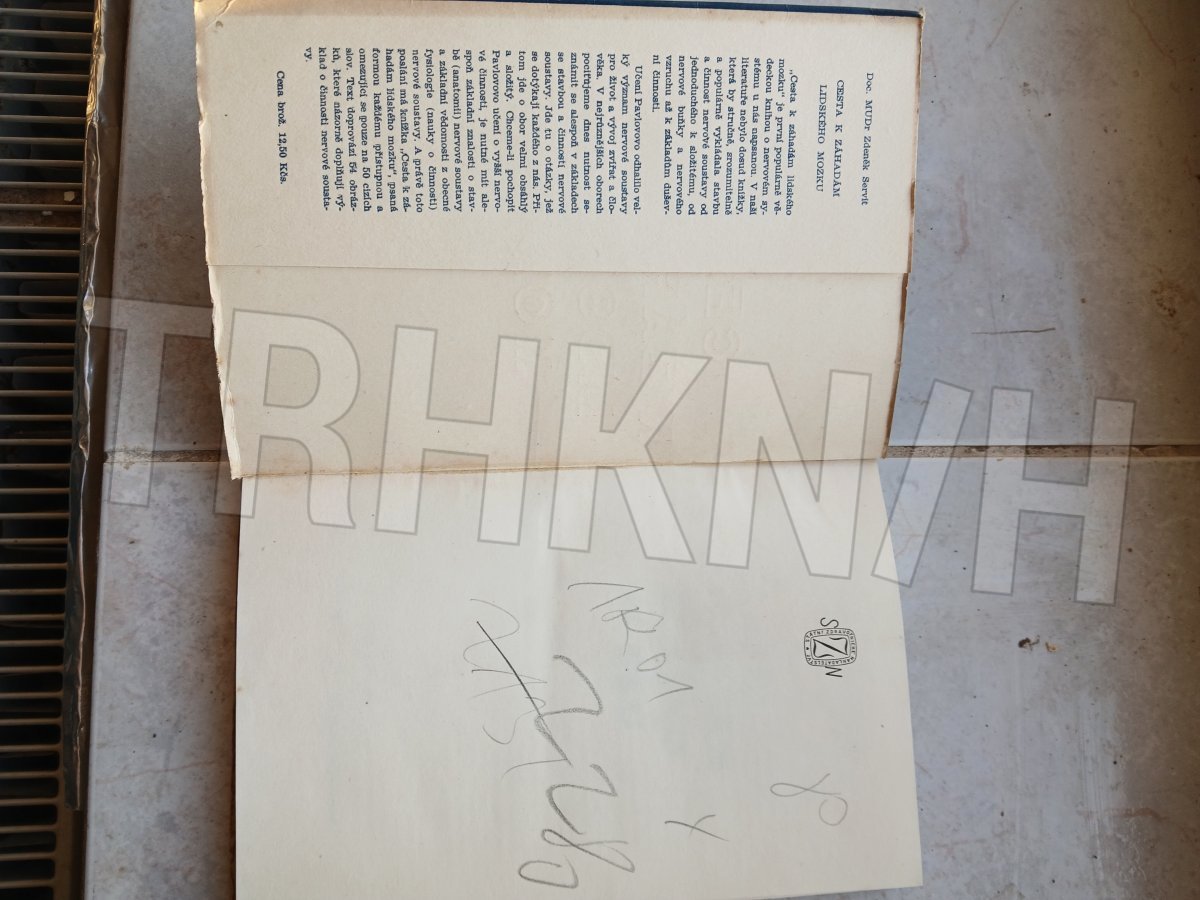 Doc. MUDr Zdeněk Servít
CESTA K ZÁHADÁM
LIDSKÉHO MOZKU
„Cesta k záhadám lidského
mozku“ je první populárně vě-
deckou knihou o nervovém sy-
stému u nás napsanou. V naší
literatuře nebylo dosud knížky,
která by stručně, srozumitelně
a populárně vykládala stavbu
a činnost nervové soustavy od
jednoduchého k složitému, od
nervové buňky a nervového
vzruchu až k základům dušev-
ní činnosti.
Učení Pavlovovo odhalilo vel-
ký význam nervové soustavy
pro život a vývoj zvířat a člo-
věka. V nejrůznějších oborech
pociťujeme dnes nutnost se-
známit se alespoň v základech
se stavbou a činností nervové
soustavy. Jde tu o otázky, jež
se dotýkají každého z nás. Při-
tom jde o obor velmi obsáhlý
a složitý. Chceme-li pochopit
Pavlovovo učení o vyšší nervo-
vé činnosti, je nutné mít ale-
spoň základní znalosti o stav-
bě (anatomii) nervové soustavy
a základní vědomosti z obecné
fysiologie (nauky o činnosti)
nervové soustavy. A právě toto
poslání má knížka „Cesta k zá-
hadám lidského mozku“, psaná
formou každému přístupnou a
omezující se pouze na 50 cizích
slov. Text doprovází 54 obráz-
ků, které názorně doplňují vý-
klad o činnosti nervové sousta-
vy.
Cena brož. 12,50 Kčs.
SZN
STÁTNÍ ZDRAVOTNICKÉ NAKLADATELSTVÍ
TRHKNIH